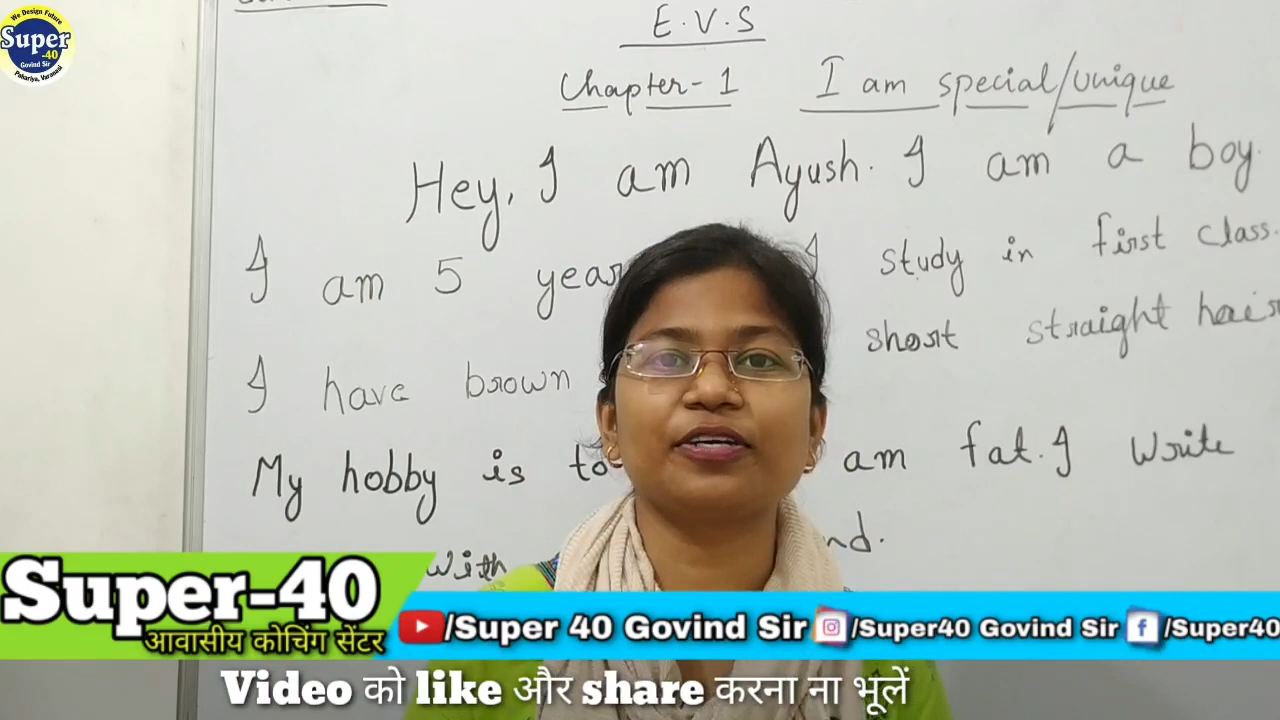 We Design Future
Super
-40
Govind Sir
Pahariya, Varanasi
E.V.S
Chapter-1 I am special/unique
Hey, I am Ayush. I am a boy.
I am 5 year I study in first class.
I have brown short straight hair
My hobby is to am fat. I write
with nd.
Super-40
आवासीय कोचिंग सेंटर
/Super 40 Govind Sir /Super40 Govind Sir /Super40
Video को like और share करना ना भूलें